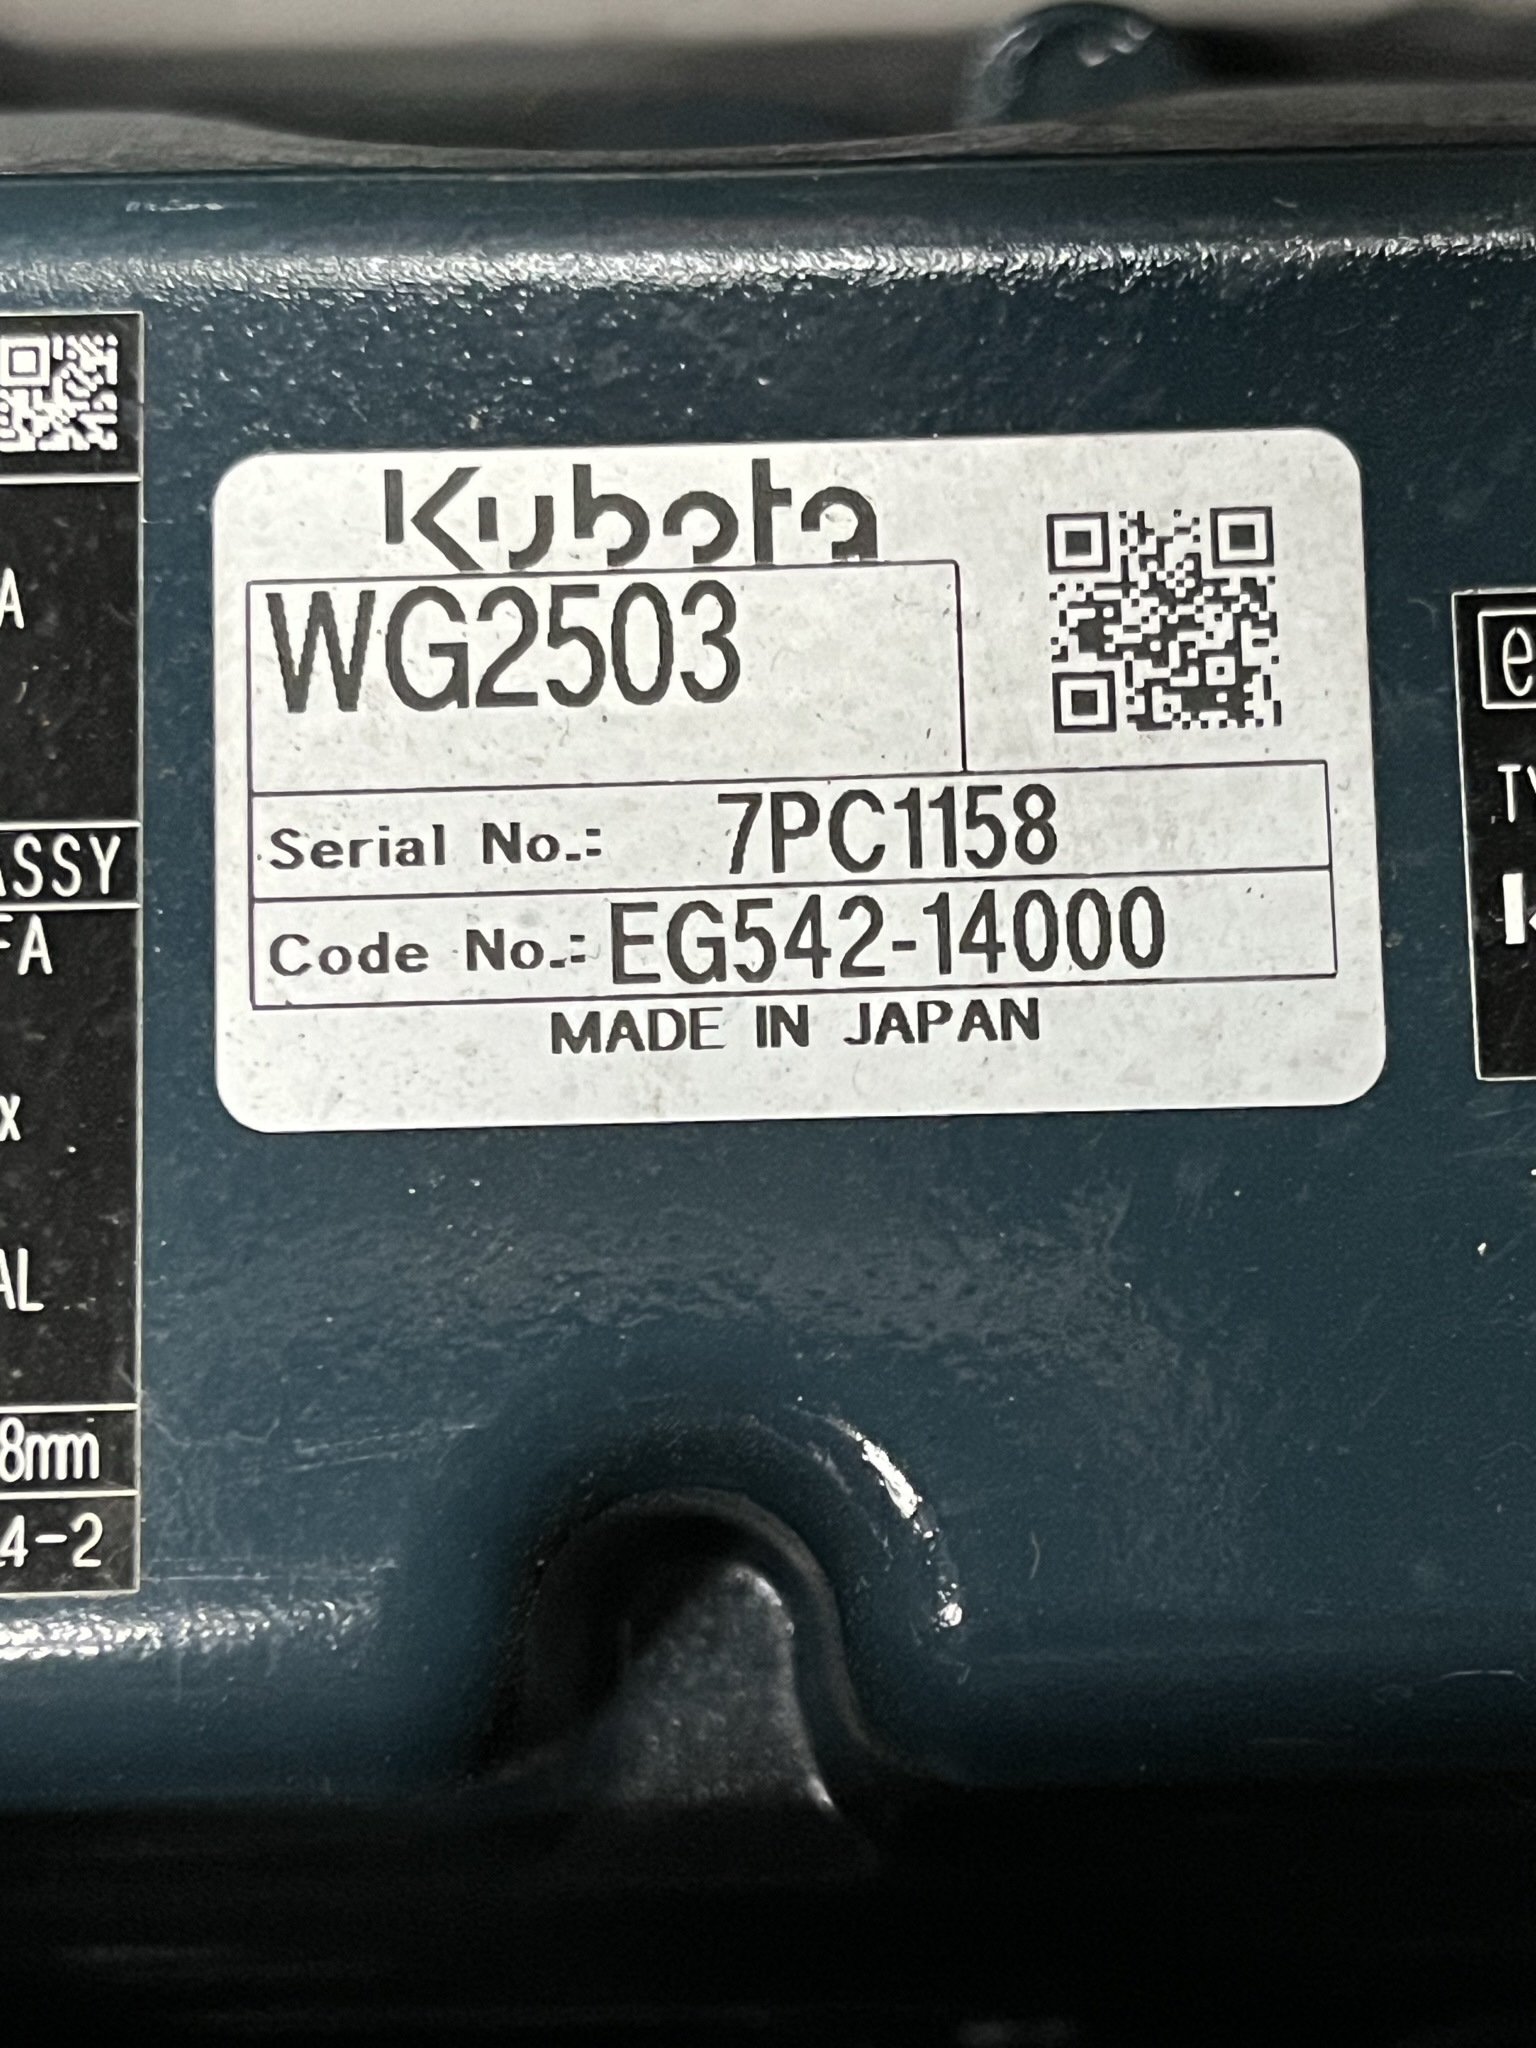 Kubota
WG2503
Serial No.: 7PC1158
Code No.: EG542-14000
MADE IN JAPAN
A
ASSY
FA
x
AL
8mm
4-2
e
TY
K